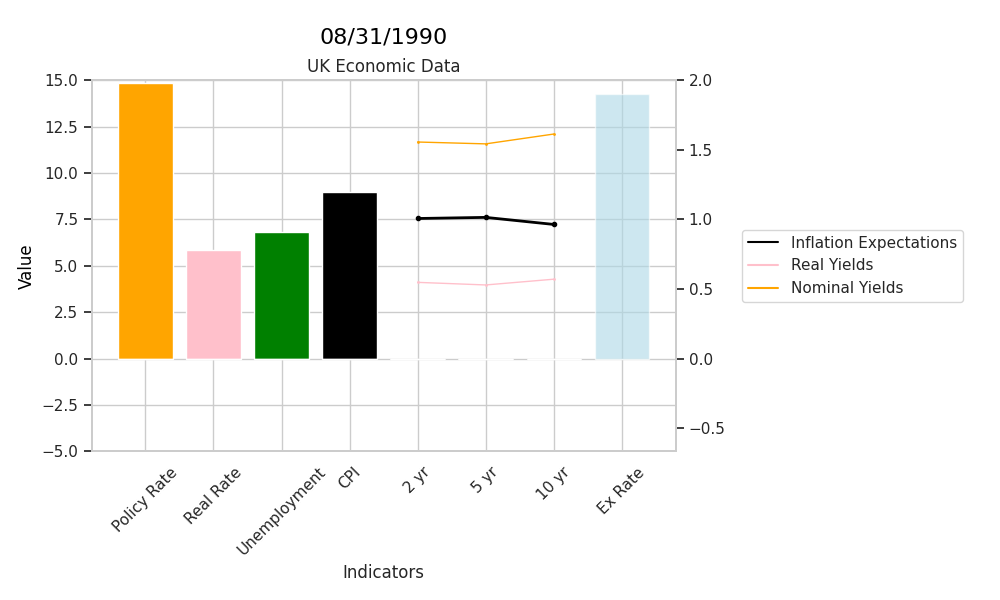 08/31/1990
UK Economic Data
15.0
12.5
10.0
7.5
5.0
2.5
0.0
−2.5
−5.0
Value
2.0
1.5
1.0
0.5
0.0
−0.5
Inflation Expectations
Real Yields
Nominal Yields
Policy Rate
Real Rate
Unemployment
CPI
2 yr
5 yr
10 yr
Ex Rate
Indicators